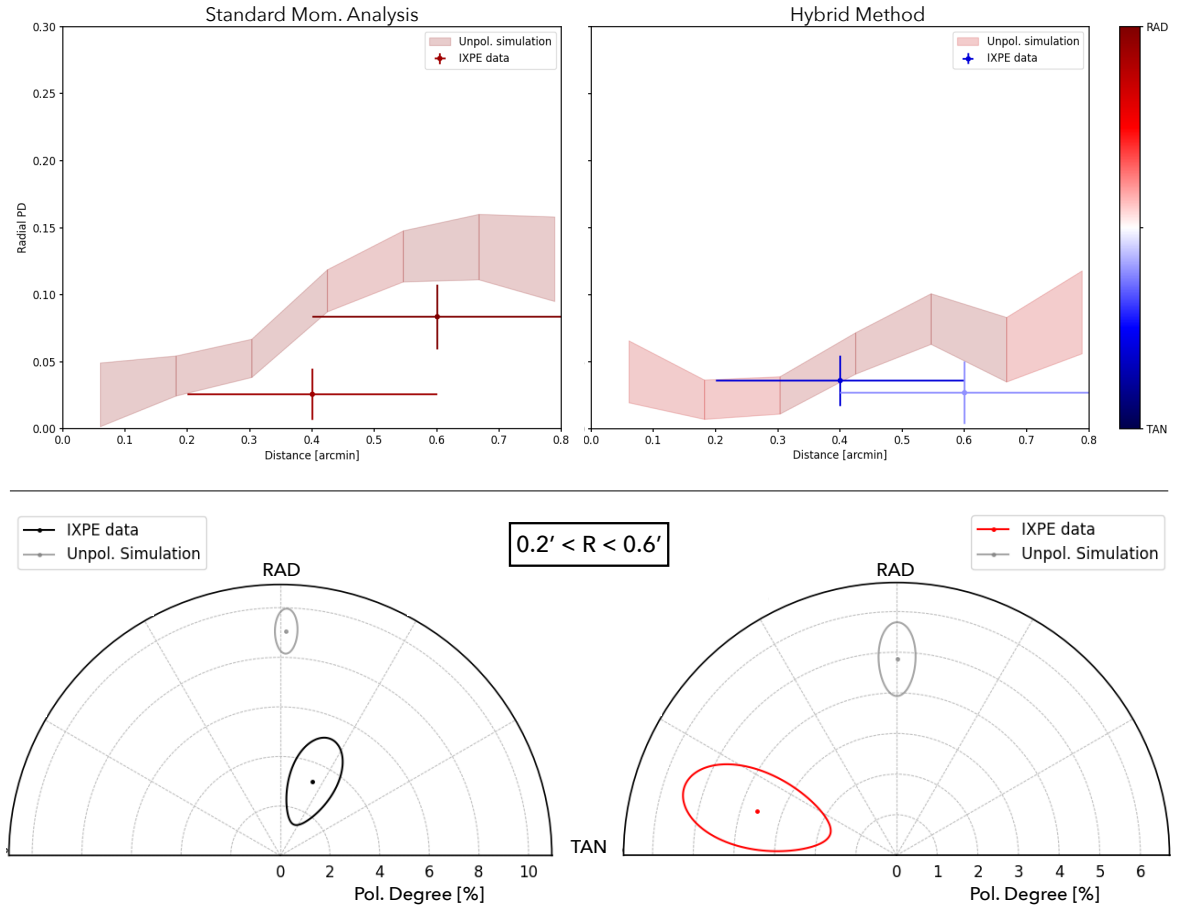 Standard Mom. Analysis
Hybrid Method
0.30
0.25
0.20
0.15
0.10
0.05
0.00
Radial PD
Unpol. simulation
IXPE data
Unpol. simulation
IXPE data
RAD
TAN
0.0 0.1 0.2 0.3 0.4 0.5 0.6 0.7 0.8
Distance [arcmin]
0.0 0.1 0.2 0.3 0.4 0.5 0.6 0.7 0.8
Distance [arcmin]
IXPE data
Unpol. Simulation
0.2′ < R < 0.6′
IXPE data
Unpol. Simulation
RAD
RAD
TAN
0 2 4 6 8 10
Pol. Degree [%]
0 1 2 3 4 5 6
Pol. Degree [%]